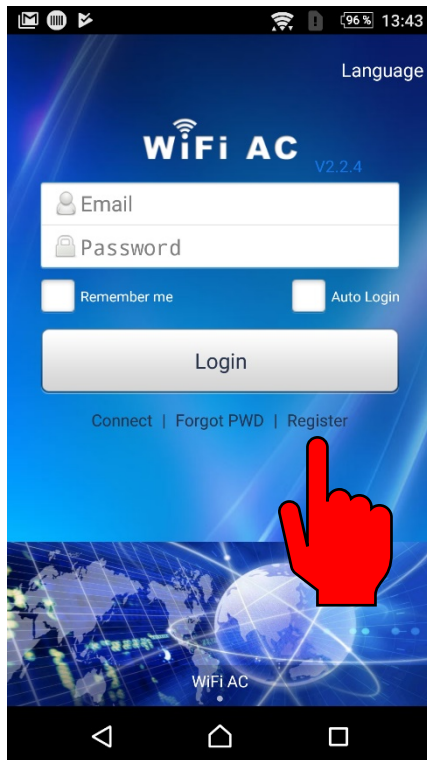 96% 13:43
Language
WiFi AC
V2.2.4
Email
Password
Remember me Auto Login
Login
Connect | Forgot PWD | Register
WiFi AC